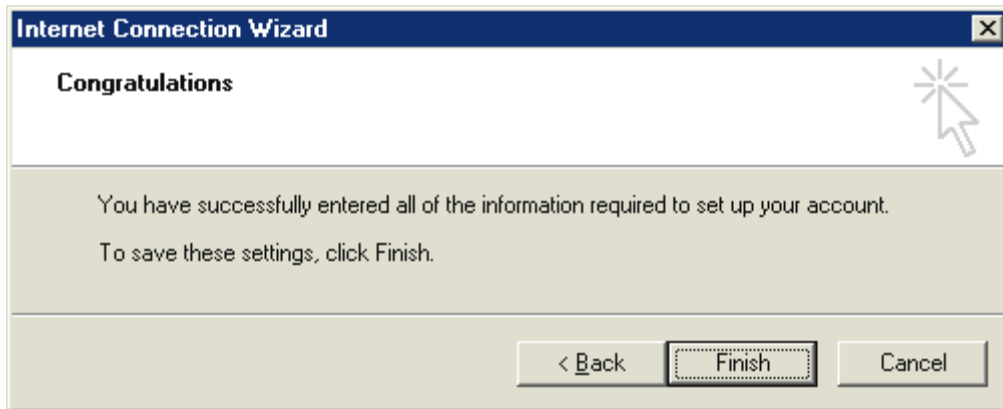 Internet Connection Wizard
Congratulations
You have successfully entered all of the information required to set up your account.
To save these settings, click Finish.
< Back
Finish
Cancel